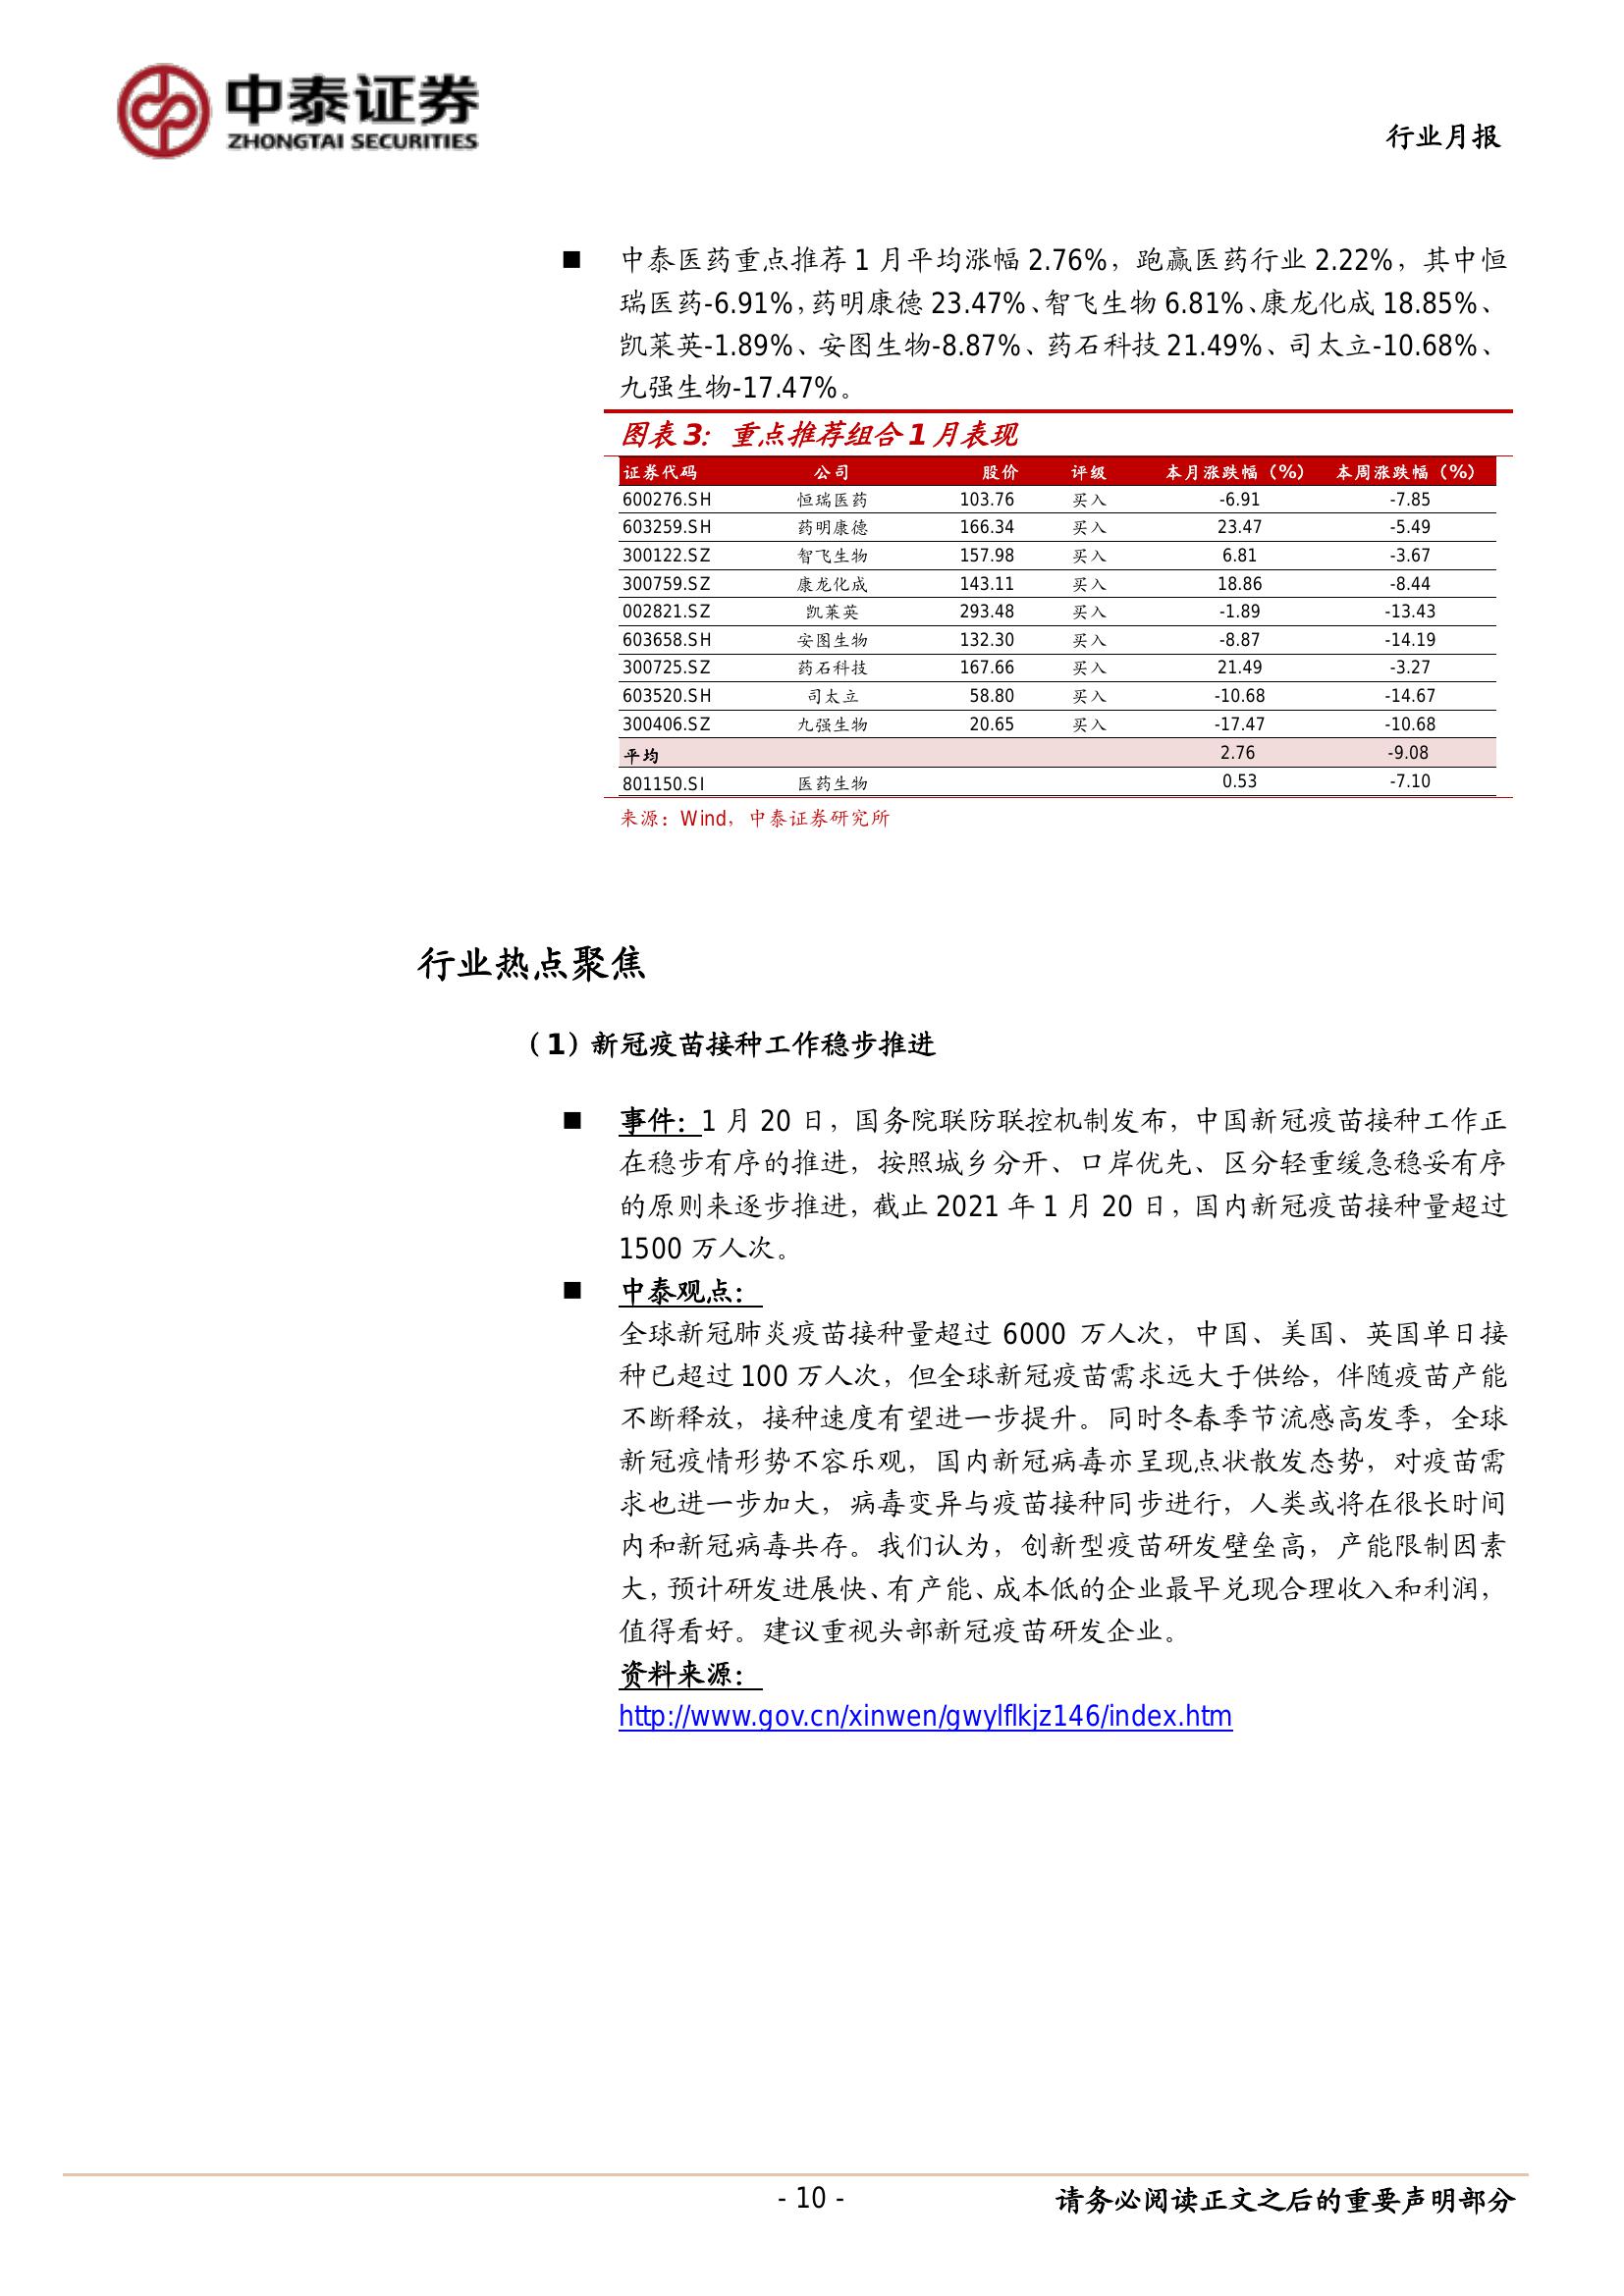 中泰证券
ZHONGTAI SECURITIES
行业月报
■ 中泰医药重点推荐 1 月平均涨幅 2.76%，跑赢医药行业 2.22%，其中恒
瑞医药-6.91%，药明康德 23.47%、智飞生物 6.81%、康龙化成 18.85%、
凯莱英-1.89%、安图生物-8.87%、药石科技 21.49%、司太立-10.68%、
九强生物-17.47%。
图表 3：重点推荐组合 1 月表现
证券代码 公司 股价 评级 本月涨跌幅（%） 本周涨跌幅（%）
600276.SH 恒瑞医药 103.76 买入 -6.91 -7.85
603259.SH 药明康德 166.34 买入 23.47 -5.49
300122.SZ 智飞生物 157.98 买入 6.81 -3.67
300759.SZ 康龙化成 143.11 买入 18.86 -8.44
002821.SZ 凯莱英 293.48 买入 -1.89 -13.43
603658.SH 安图生物 132.30 买入 -8.87 -14.19
300725.SZ 药石科技 167.66 买入 21.49 -3.27
603520.SH 司太立 58.80 买入 -10.68 -14.67
300406.SZ 九强生物 20.65 买入 -17.47 -10.68
平均 2.76 -9.08
801150.SI 医药生物 0.53 -7.10
来源：Wind，中泰证券研究所
行业热点聚焦
（1）新冠疫苗接种工作稳步推进
■ 事件：1 月 20 日，国务院联防联控机制发布，中国新冠疫苗接种工作正
在稳步有序的推进，按照城乡分开、口岸优先、区分轻重缓急稳妥有序
的原则来逐步推进，截止 2021 年 1 月 20 日，国内新冠疫苗接种量超过
1500 万人次。
■ 中泰观点：
全球新冠肺炎疫苗接种量超过 6000 万人次，中国、美国、英国单日接
种已超过 100 万人次，但全球新冠疫苗需求远大于供给，伴随疫苗产能
不断释放，接种速度有望进一步提升。同时冬春季节流感高发季，全球
新冠疫情形势不容乐观，国内新冠病毒亦呈现点状散发态势，对疫苗需
求也进一步加大，病毒变异与疫苗接种同步进行，人类或将在很长时间
内和新冠病毒共存。我们认为，创新型疫苗研发壁垒高，产能限制因素
大，预计研发进展快、有产能、成本低的企业最早兑现合理收入和利润，
值得看好。建议重视头部新冠疫苗研发企业。
资料来源：
http://www.gov.cn/xinwen/gwylflkjz146/index.htm
- 10 -
请务必阅读正文之后的重要声明部分